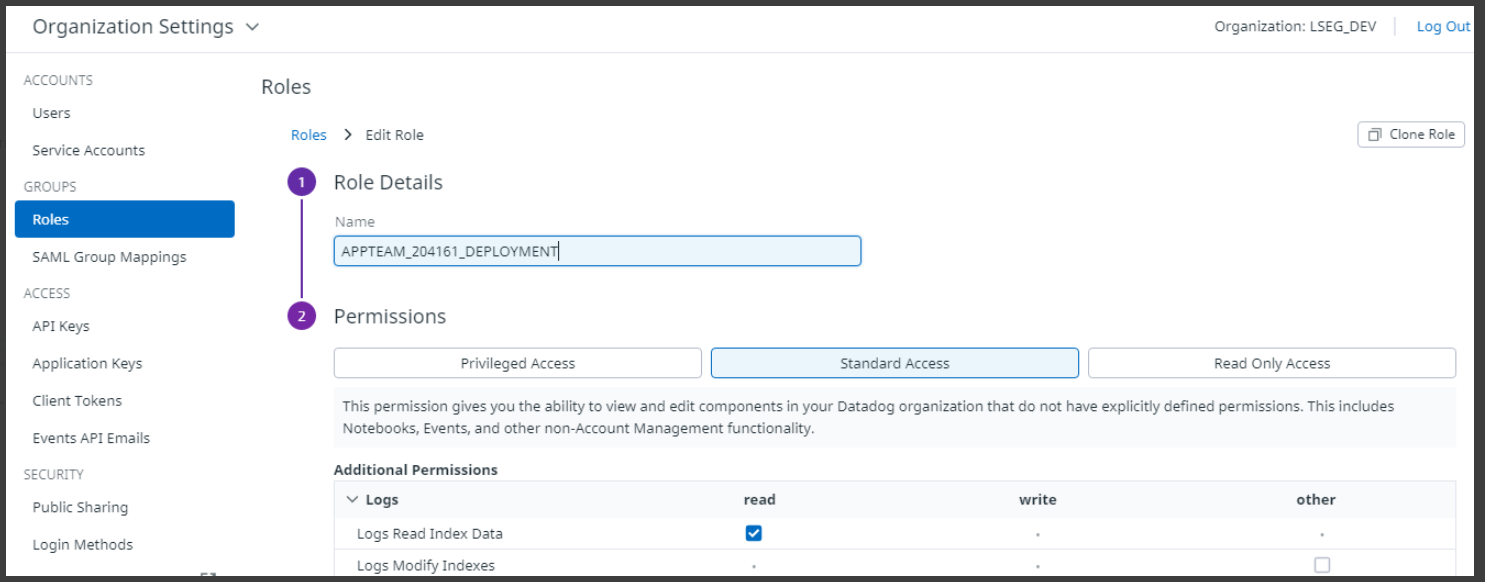 Organization Settings
Organization: LSEG_DEV
Log Out
ACCOUNTS
Users
Service Accounts
GROUPS
Roles
SAML Group Mappings
ACCESS
API Keys
Application Keys
Client Tokens
Events API Emails
SECURITY
Public Sharing
Login Methods
Roles
Roles > Edit Role
Clone Role
1 Role Details
Name
APPTEAM_204161_DEPLOYMENT
2 Permissions
Privileged Access
Standard Access
Read Only Access
This permission gives you the ability to view and edit components in your Datadog organization that do not have explicitly defined permissions. This includes
Notebooks, Events, and other non-Account Management functionality.
Additional Permissions
Logs read write other
Logs Read Index Data
Logs Modify Indexes